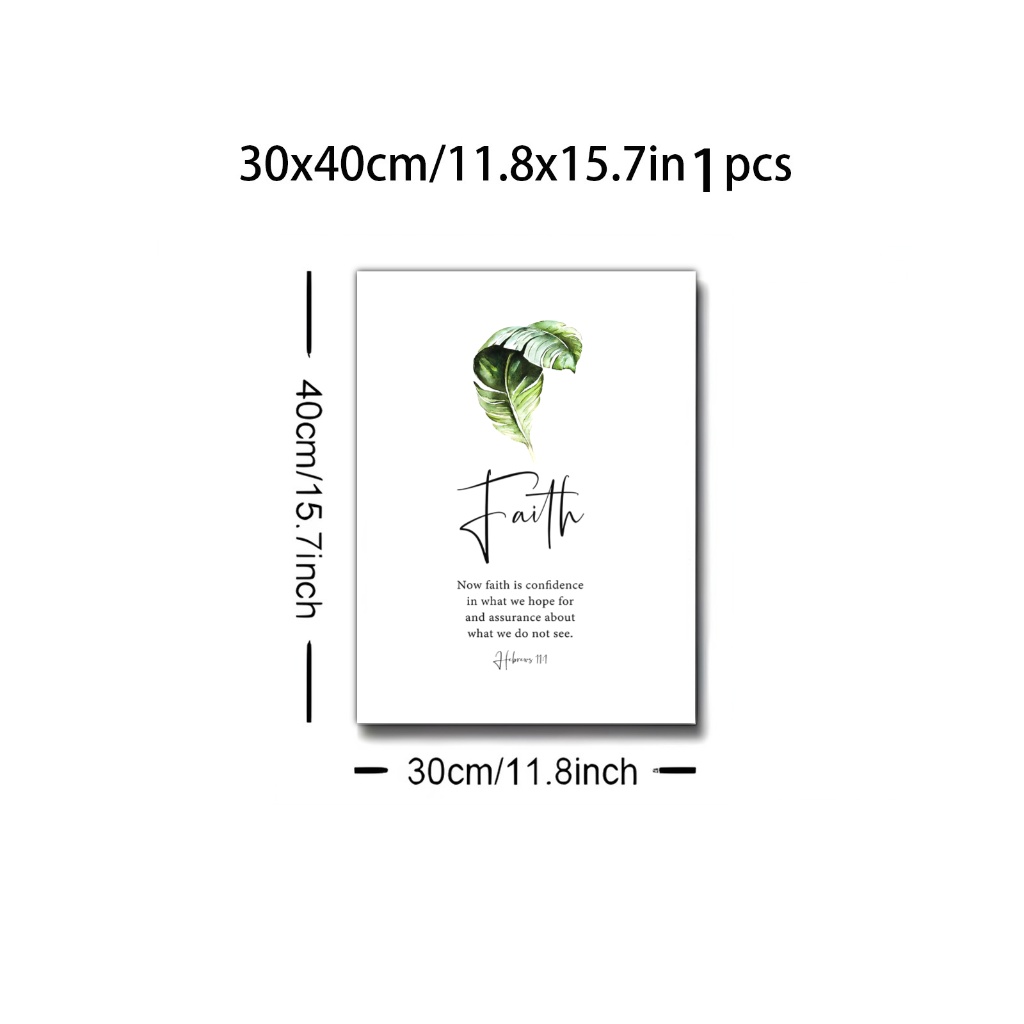 30x40cm/11.8x15.7in 1 pcs
40cm/15.7inch
Faith
Now faith is confidence
in what we hope for
and assurance about
what we do not see.
Hebrews 11:1
30cm/11.8inch